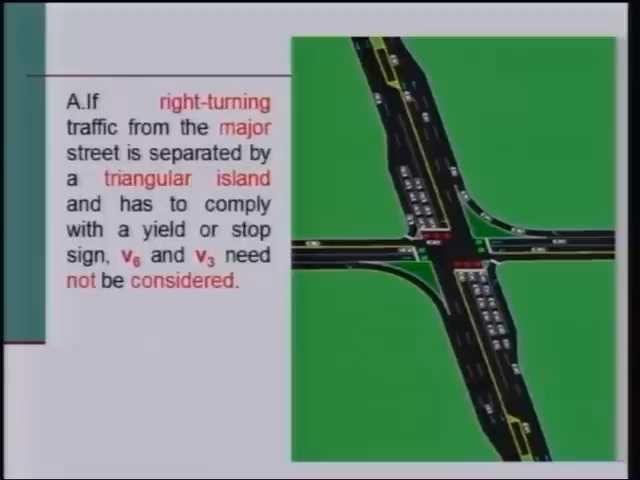 A.If right-turning
traffic from the major
street is separated by
a triangular island
and has to comply
with a yield or stop
sign, v6 and v3 need
not be considered.